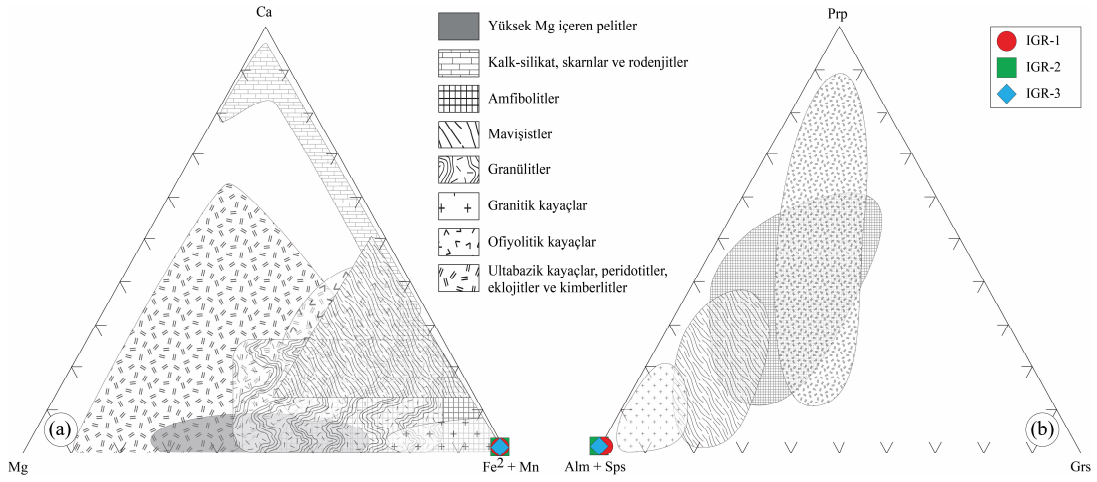 Ca
Mg
Fe² + Mn
(a)
Yüksek Mg içeren pelitler
Kalk-silikat, skarnlar ve rodenjitler
Amfibolitler
Mavişistler
Granülitler
Granitik kayaçlar
Ofiyolitik kayaçlar
Ultabazik kayaçlar, peridotitler,
eklojitler ve kimberlitler
Prp
Alm + Sps
Grs
(b)
IGR-1
IGR-2
IGR-3